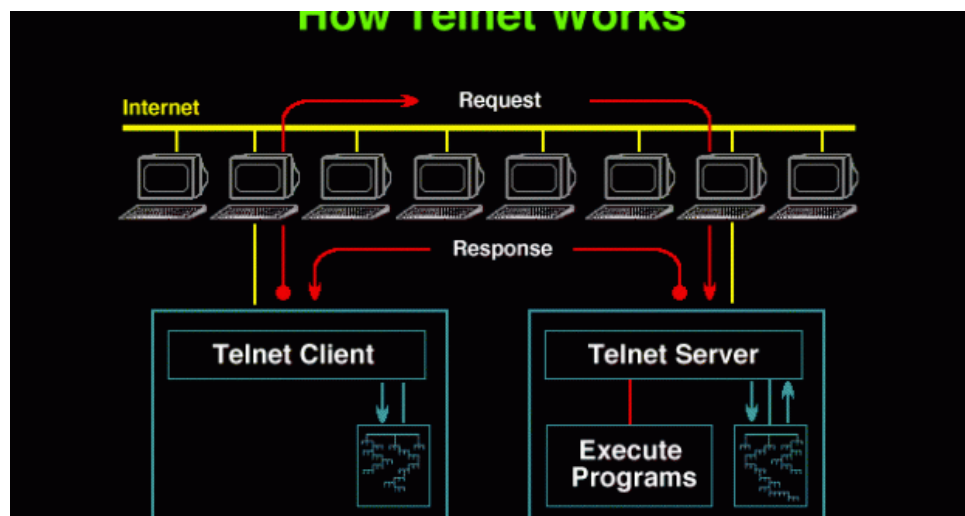 How Telnet Works
Internet
Request
Response
Telnet Client
Telnet Server
Execute
Programs